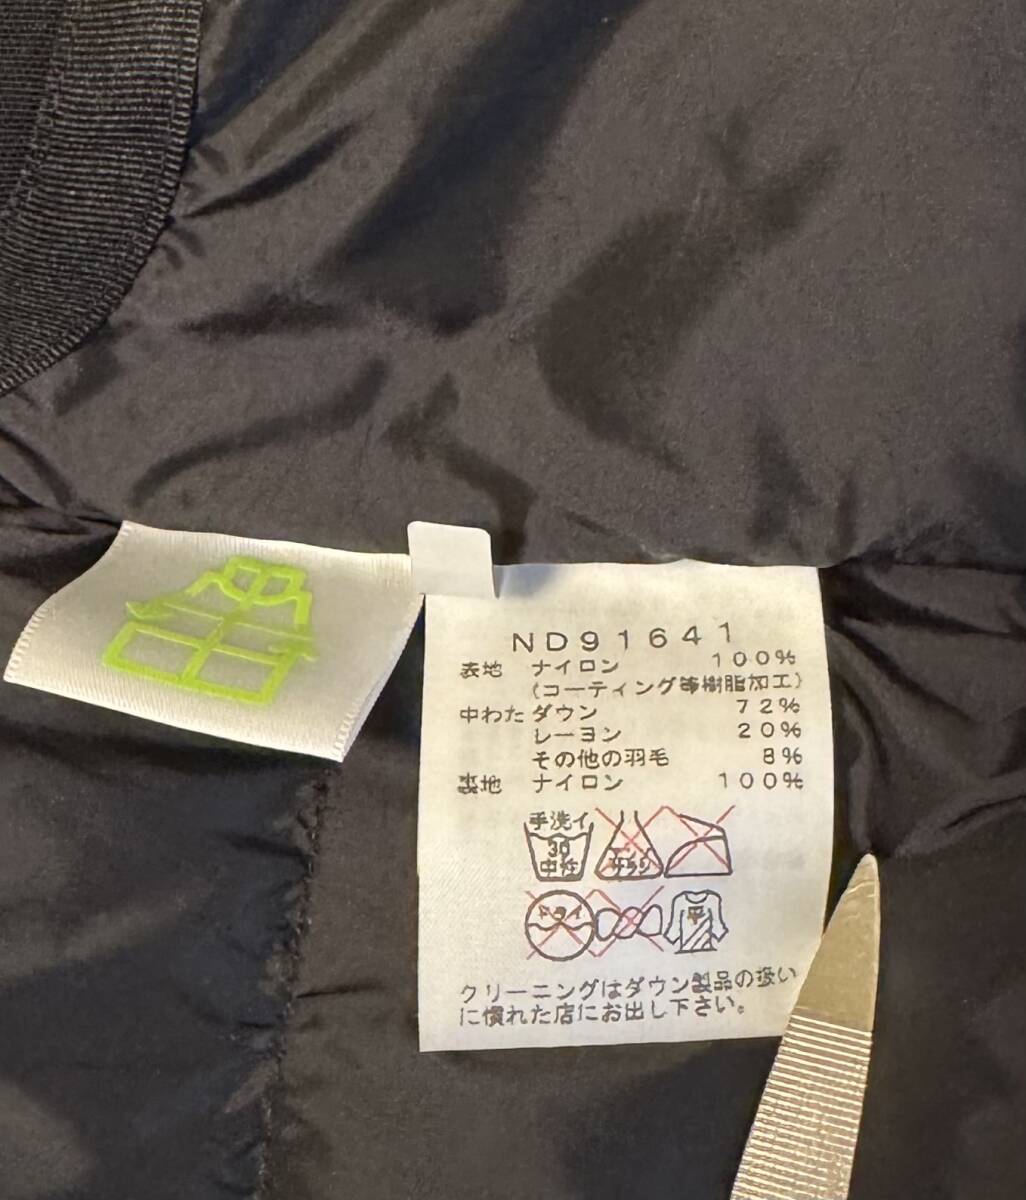 ND91641
表地 ナイロン 100%
(コーティング等樹脂加工)
中わた ダウン 72%
レーヨン 20%
その他の羽毛 8%
裏地 ナイロン 100%
手洗イ
30
中性
エンソ
サラシ
ドライ
平
クリーニングはダウン製品の扱い
に慣れた店にお出し下さい。